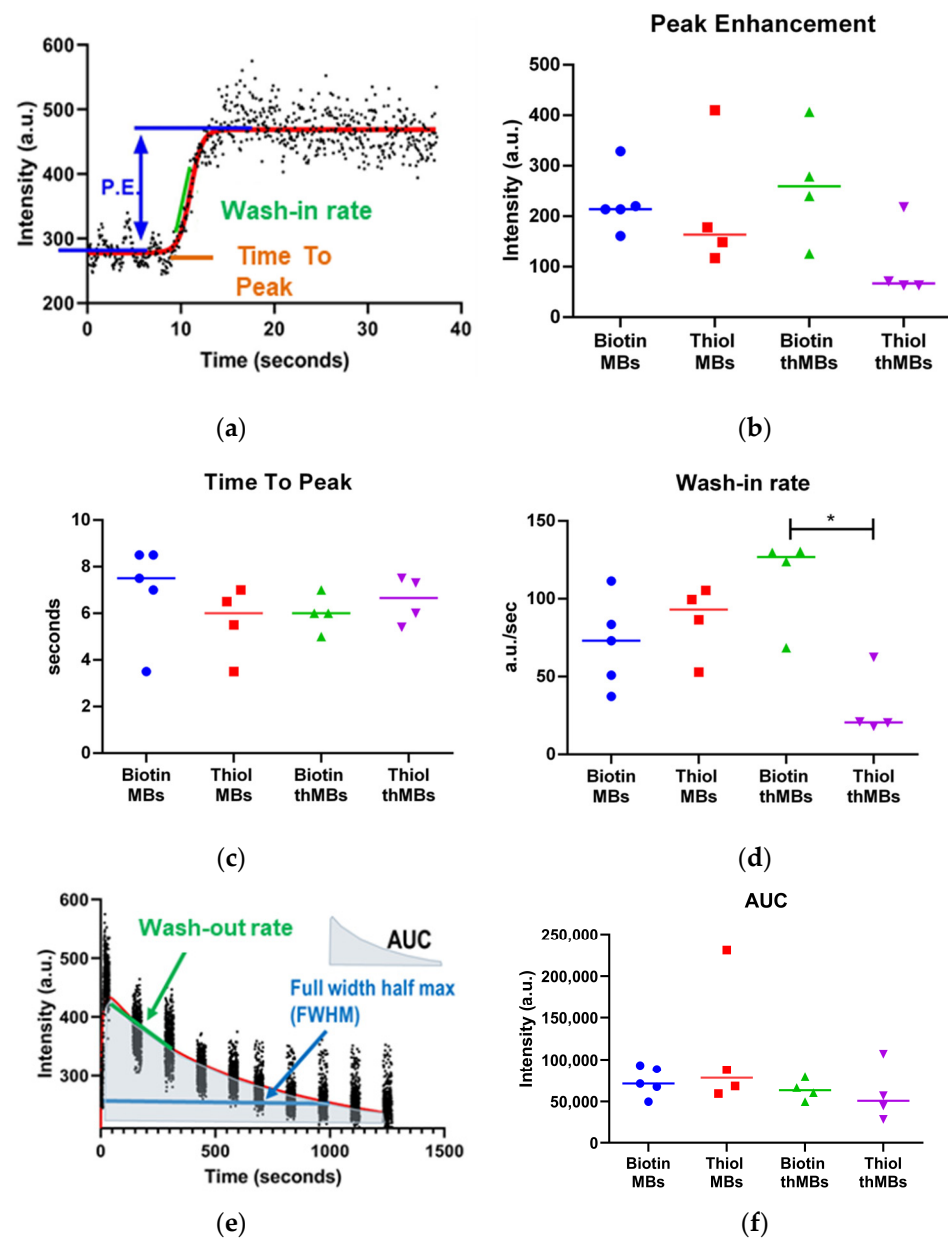 600
500
400
300
200
Intensity (a.u.)
P.E.
Wash-in rate
Time To
Peak
0
10
20
30
40
Time (seconds)
(a)
Peak Enhancement
500
400
300
200
100
0
Intensity (a.u.)
Biotin MBs
Thiol MBs
Biotin thMBs
Thiol thMBs
(b)
Time To Peak
10
8
6
4
2
0
seconds
Biotin MBs
Thiol MBs
Biotin thMBs
Thiol thMBs
(c)
Wash-in rate
*
150
100
50
0
a.u./sec
Biotin MBs
Thiol MBs
Biotin thMBs
Thiol thMBs
(d)
600
500
400
300
Intensity (a.u.)
Wash-out rate
AUC
Full width half max
(FWHM)
0
500
1000
1500
Time (seconds)
(e)
AUC
250,000
200,000
150,000
100,000
50,000
0
Intensity (a.u.)
Biotin MBs
Thiol MBs
Biotin thMBs
Thiol thMBs
(f)